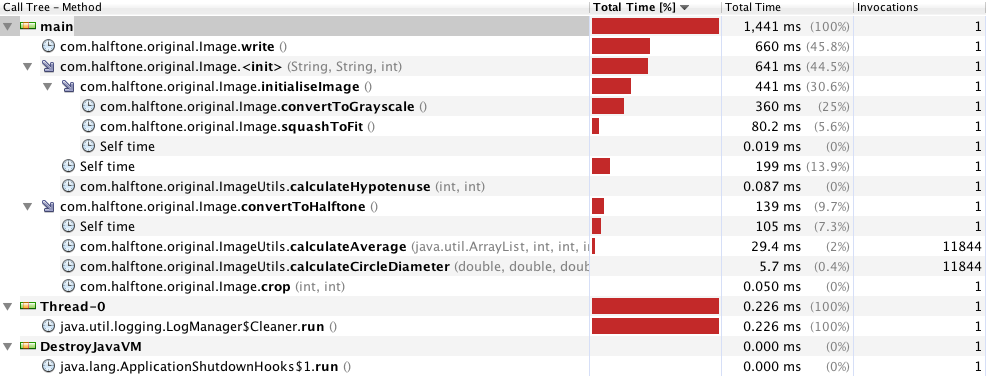 Call Tree - Method Total Time [%] Total Time Invocations
main 1,441 ms (100%) 1
com.halftone.original.Image.write () 660 ms (45.8%) 1
com.halftone.original.Image.<init> (String, String, int) 641 ms (44.5%) 1
com.halftone.original.Image.initialiseImage () 441 ms (30.6%) 1
com.halftone.original.Image.convertToGrayscale () 360 ms (25%) 1
com.halftone.original.Image.squashToFit () 80.2 ms (5.6%) 1
Self time 0.019 ms (0%) 1
Self time 199 ms (13.9%) 1
com.halftone.original.ImageUtils.calculateHypotenuse (int, int) 0.087 ms (0%) 1
com.halftone.original.Image.convertToHalftone () 139 ms (9.7%) 1
Self time 105 ms (7.3%) 1
com.halftone.original.ImageUtils.calculateAverage (java.util.ArrayList, int, int, i 29.4 ms (2%) 11844
com.halftone.original.ImageUtils.calculateCircleDiameter (double, double, doub 5.7 ms (0.4%) 11844
com.halftone.original.Image.crop (int, int) 0.050 ms (0%) 1
Thread-0 0.226 ms (100%) 1
java.util.logging.LogManager$Cleaner.run () 0.226 ms (100%) 1
DestroyJavaVM 0.000 ms (0%) 1
java.lang.ApplicationShutdownHooks$1.run () 0.000 ms (0%) 1